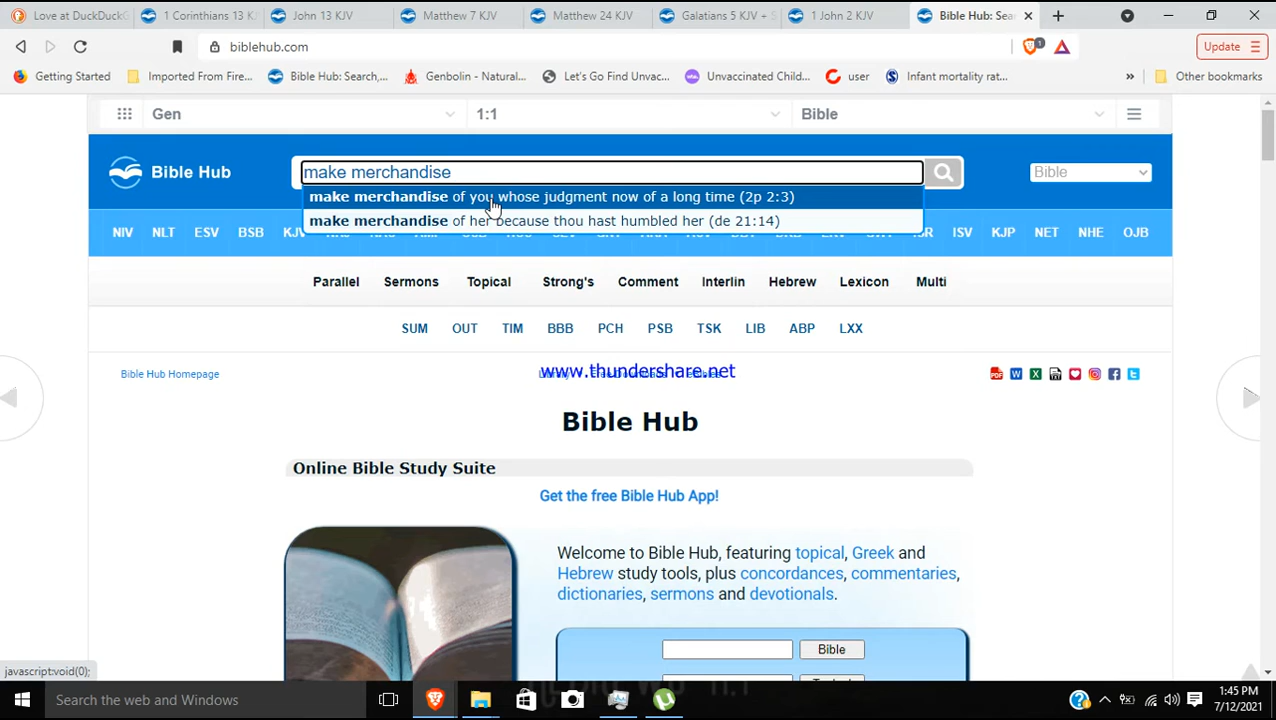 Love at DuckDuckG
1 Corinthians 13 K
John 13 KJV
Matthew 7 KJV
Matthew 24 KJV
Galatians 5 KJV + S
1 John 2 KJV
Bible Hub: Sea
biblehub.com
1
Update
Getting Started
Imported From Fire...
Bible Hub: Search,...
Genbolin - Natural...
Let's Go Find Unvac...
Unvaccinated Child...
user
Infant mortality rat...
»
Other bookmarks
Gen
1:1
Bible
Bible Hub
make merchandise
Bible
make merchandise of you whose judgment now of a long time (2p 2:3)
make merchandise of her because thou hast humbled her (de 21:14)
NIV NLT ESV BSB KJV ISV KJP NET NHE OJB
Parallel Sermons Topical Strong's Comment Interlin Hebrew Lexicon Multi
SUM OUT TIM BBB PCH PSB TSK LIB ABP LXX
Bible Hub Homepage
www.thundershare.net
Bible Hub
Online Bible Study Suite
Get the free Bible Hub App!
Welcome to Bible Hub, featuring topical, Greek and
Hebrew study tools, plus concordances, commentaries,
dictionaries, sermons and devotionals.
Bible
javascript:void(0);
Search the web and Windows
1:45 PM
7/12/2021